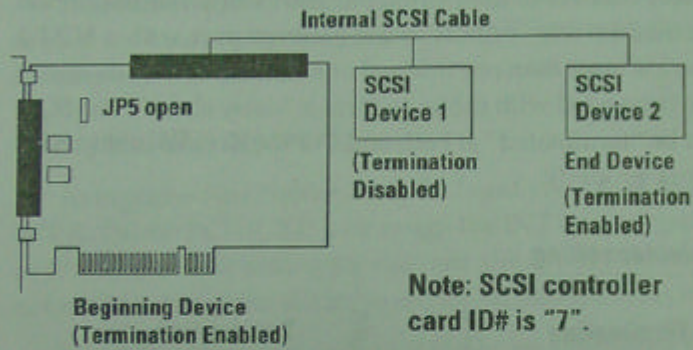 Internal SCSI Cable
JP5 open
SCSI
Device 1
(Termination
Disabled)
SCSI
Device 2
End Device
(Termination
Enabled)
Beginning Device
(Termination Enabled)
Note: SCSI controller
card ID# is "7".